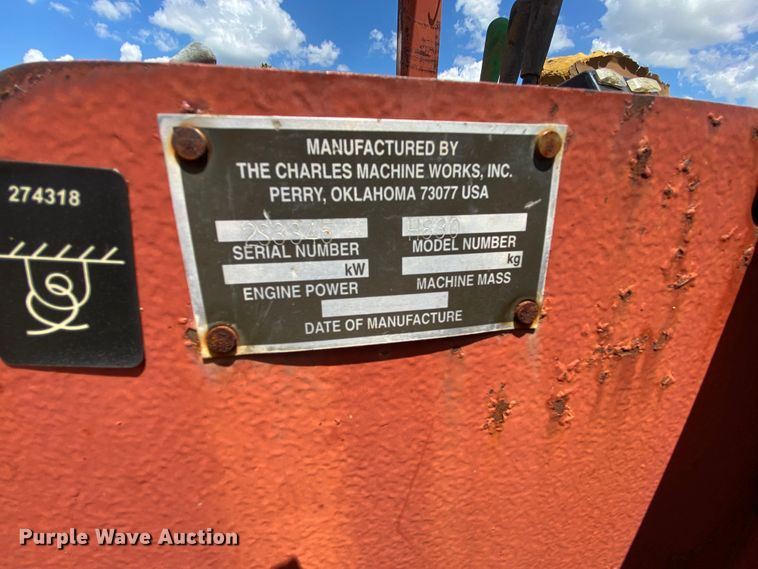 274318
MANUFACTURED BY
THE CHARLES MACHINE WORKS, INC.
PERRY, OKLAHOMA 73077 USA
H830
SERIAL NUMBER
MODEL NUMBER
kW
kg
ENGINE POWER
MACHINE MASS
DATE OF MANUFACTURE
Purple Wave Auction